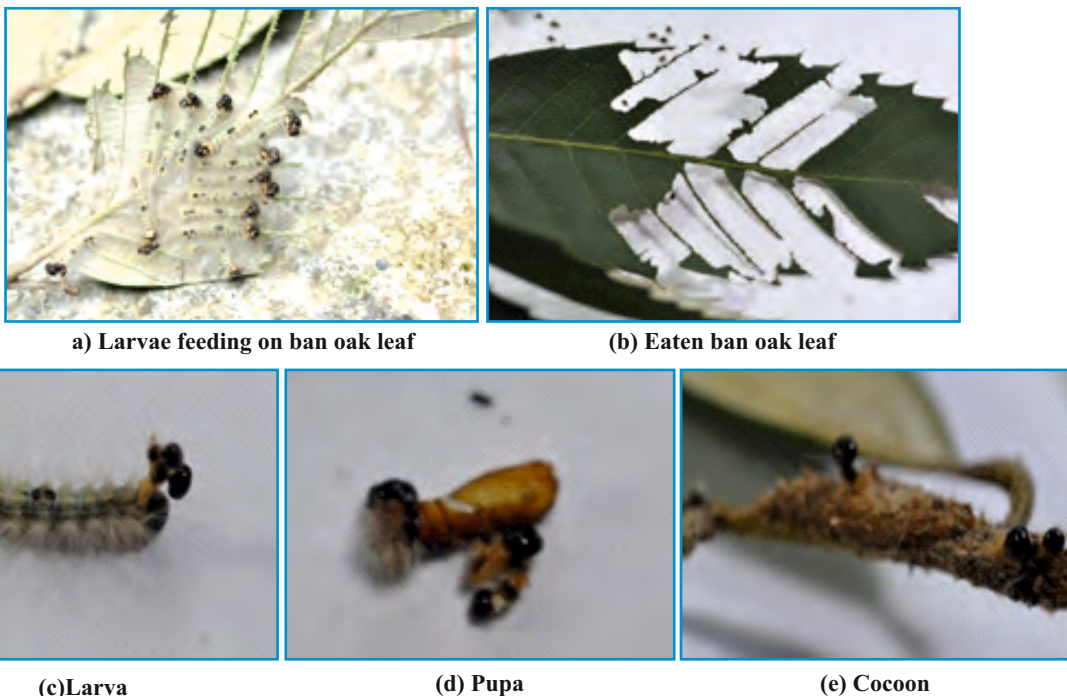 a) Larvae feeding on ban oak leaf
(b) Eaten ban oak leaf
(c)Larva
(d) Pupa
(e) Cocoon